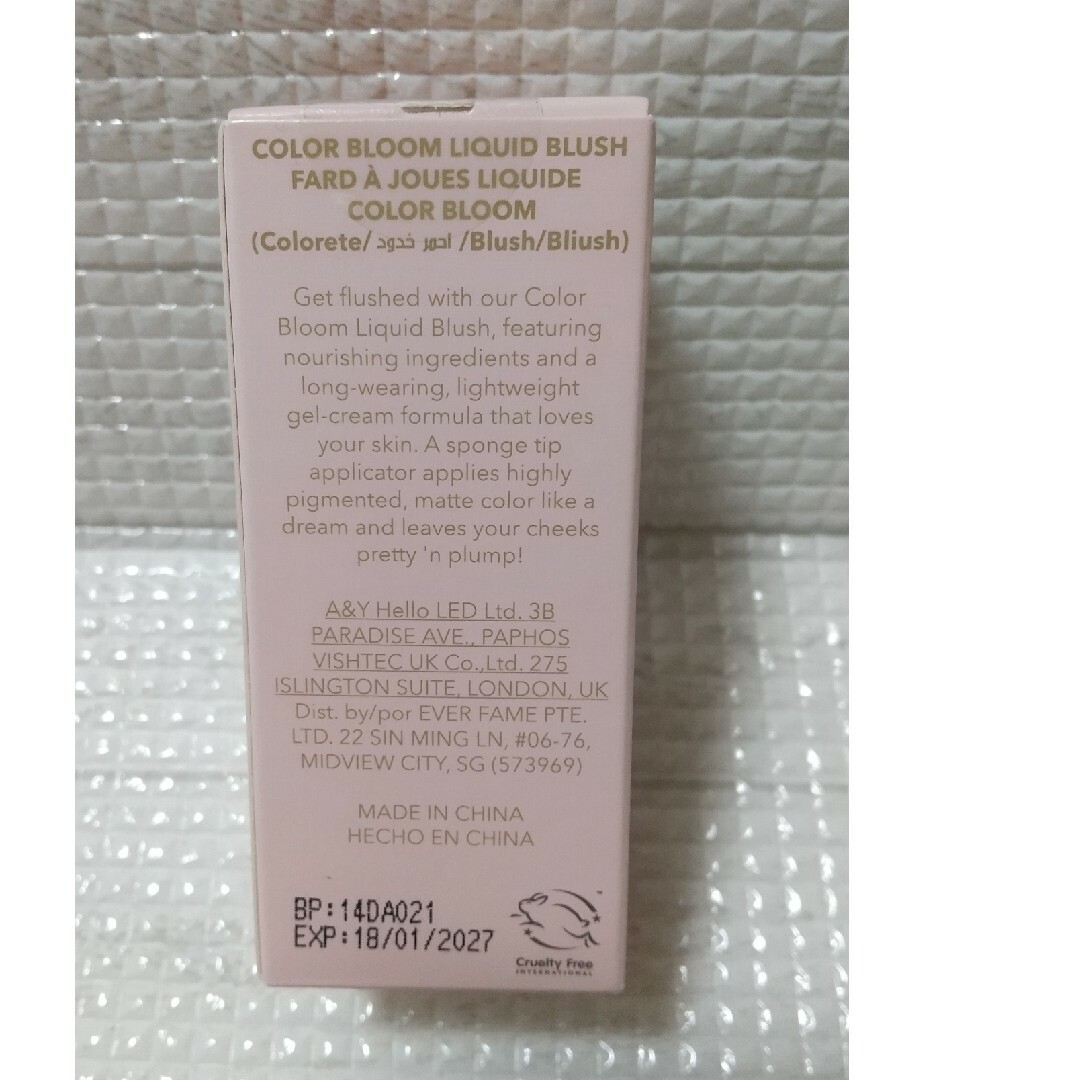 COLOR BLOOM LIQUID BLUSH
FARD À JOUES LIQUIDE
COLOR BLOOM
(Colorete/ احمر خدود /Blush/Bliush)
Get flushed with our Color
Bloom Liquid Blush, featuring
nourishing ingredients and a
long-wearing, lightweight
gel-cream formula that loves
your skin. A sponge tip
applicator applies highly
pigmented, matte color like a
dream and leaves your cheeks
pretty 'n plump!
A&Y Hello LED Ltd. 3B
PARADISE AVE., PAPHOS
VISHTEC UK Co.,Ltd. 275
ISLINGTON SUITE, LONDON, UK
Dist. by/por EVER FAME PTE.
LTD. 22 SIN MING LN, #06-76,
MIDVIEW CITY, SG (573969)
MADE IN CHINA
HECHO EN CHINA
BP:14DA021
EXP:18/01/2027
Cruelty Free
INTERNATIONAL